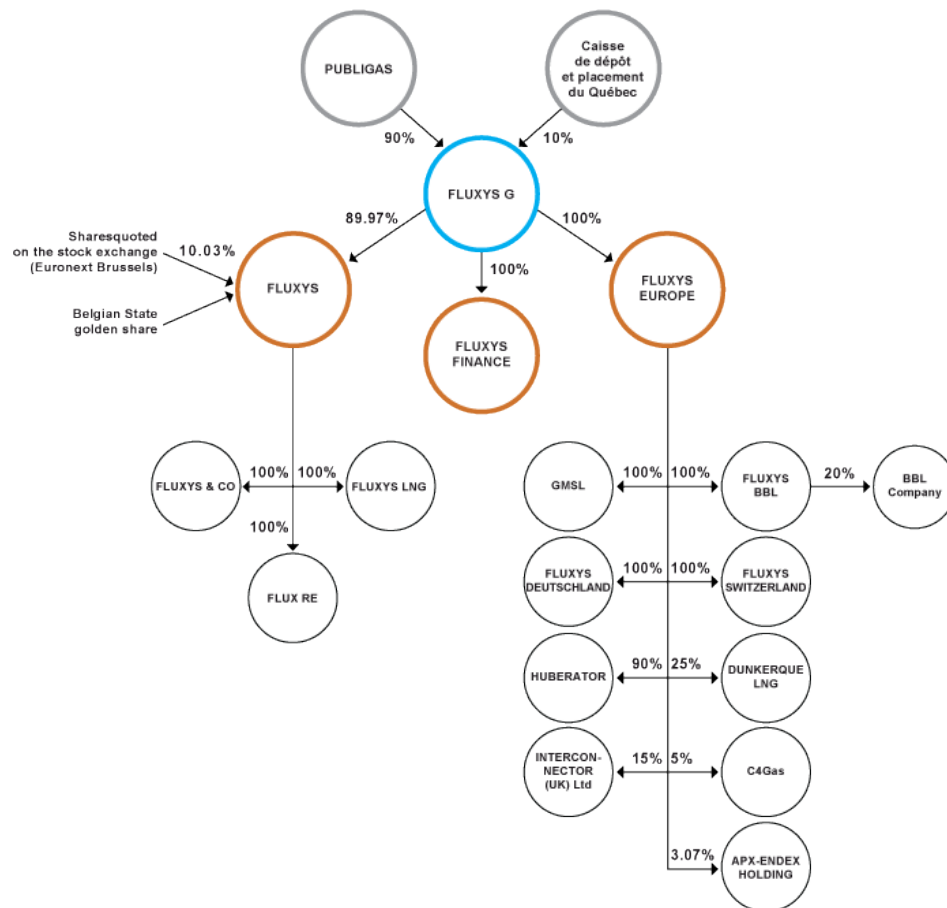 PUBLIGAS
Caisse
de dépôt
et placement
du Québec
90%
10%
FLUXYS G
89.97%
100%
Sharesquoted
on the stock exchange
(Euronext Brussels)
10.03%
100%
FLUXYS
FLUXYS
EUROPE
Belgian State
golden share
FLUXYS
FINANCE
100%
100%
FLUXYS & CO
FLUXYS LNG
100%
FLUX RE
100%
100%
20%
GMSL
FLUXYS
BBL
BBL
Company
100%
100%
FLUXYS
DEUTSCHLAND
FLUXYS
SWITZERLAND
90%
25%
HUBERATOR
DUNKERQUE
LNG
15%
5%
INTERCON-
NECTOR
(UK) Ltd
C4Gas
3.07%
APX-ENDEX
HOLDING